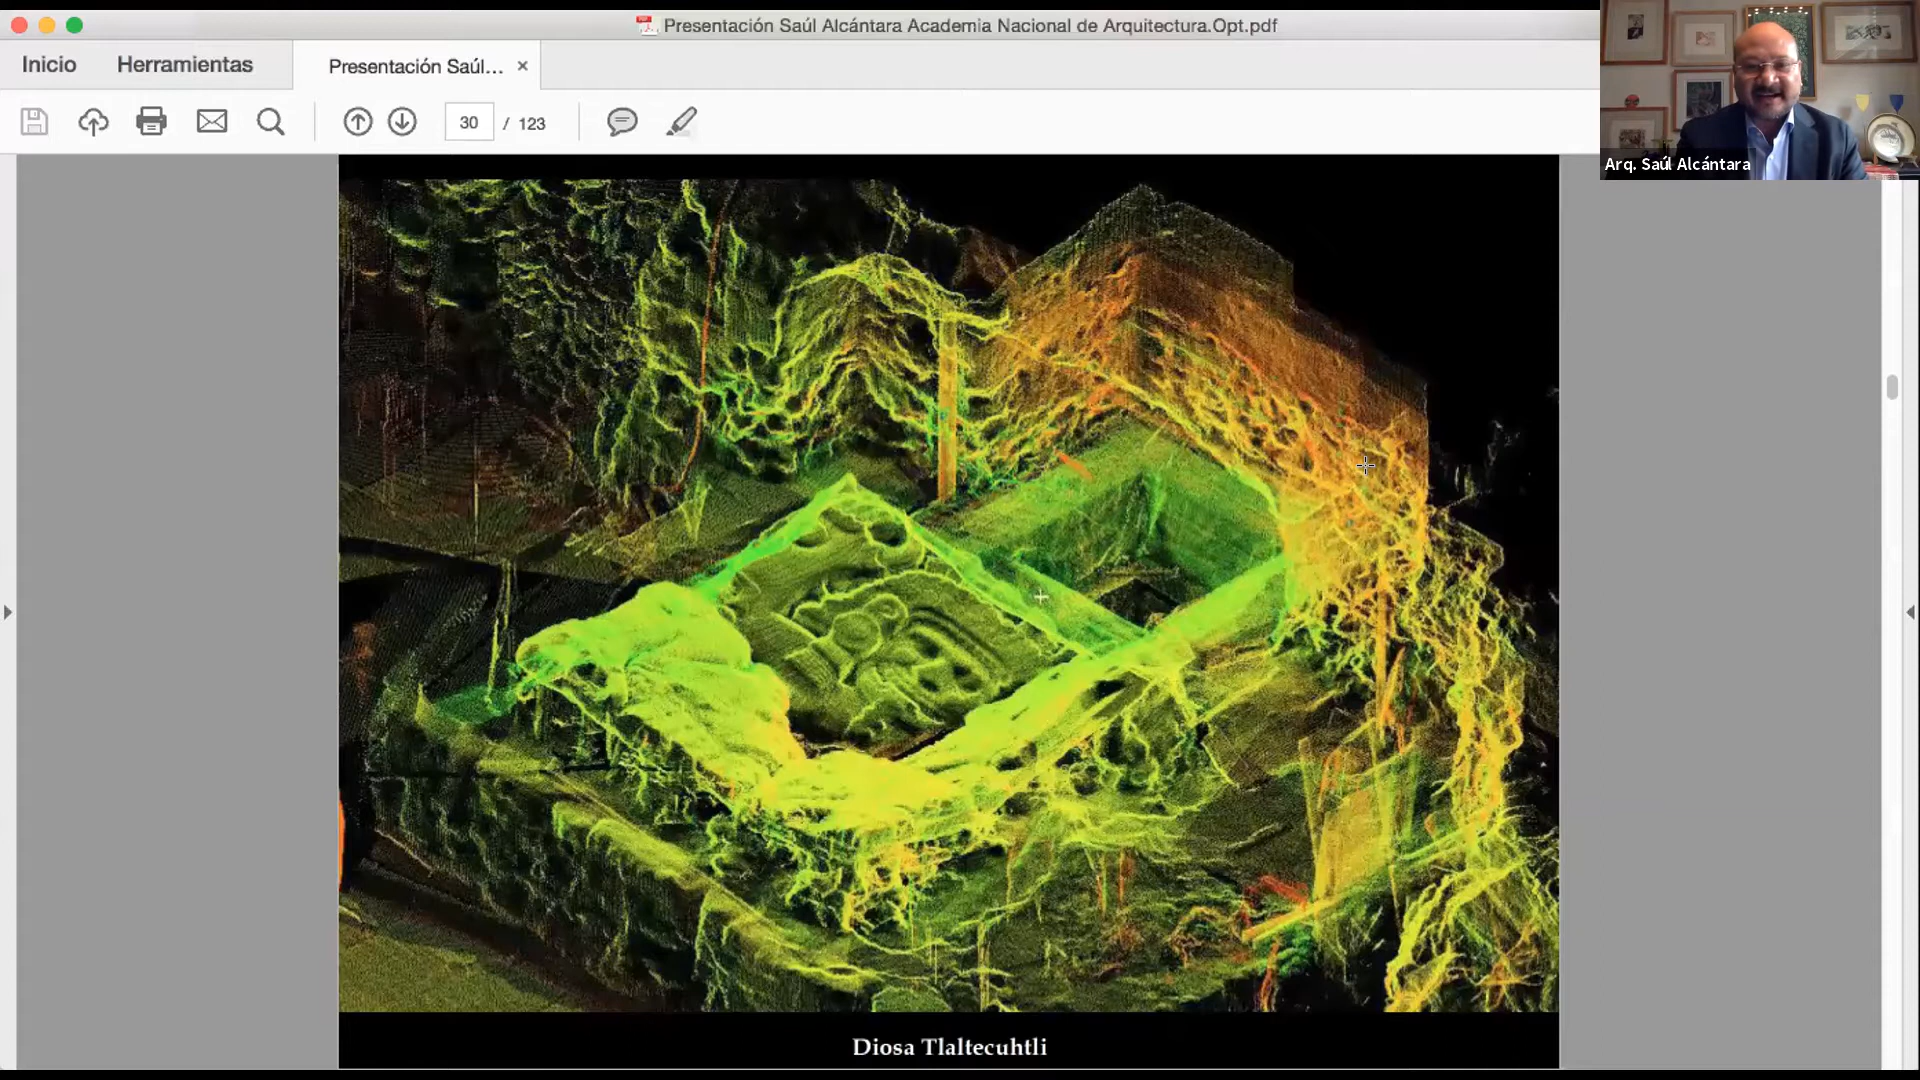 Presentación Saúl Alcántara Academia Nacional de Arquitectura.Opt.pdf
Inicio
Herramientas
Presentación Saúl...
30 / 123
Arq. Saúl Alcántara
Diosa Tlaltecuhtli